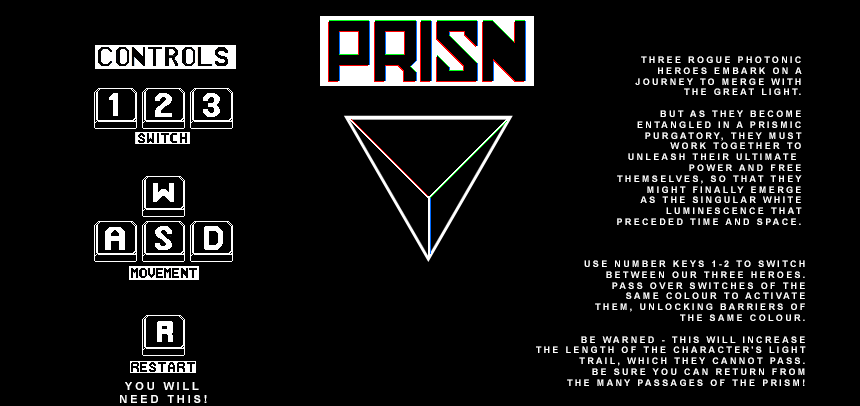 CONTROLS
1 2 3
SWITCH
W
A S D
MOVEMENT
R
RESTART
YOU WILL
NEED THIS!
PRISN
THREE ROGUE PHOTONIC
HEROES EMBARK ON A
JOURNEY TO MERGE WITH
THE GREAT LIGHT.
BUT AS THEY BECOME
ENTANGLED IN A PRISMIC
PURGATORY, THEY MUST
WORK TOGETHER TO
UNLEASH THEIR ULTIMATE
POWER AND FREE
THEMSELVES, SO THAT THEY
MIGHT FINALLY EMERGE
AS THE SINGULAR WHITE
LUMINESCENCE THAT
PRECEDED TIME AND SPACE.
USE NUMBER KEYS 1-2 TO SWITCH
BETWEEN OUR THREE HEROES.
PASS OVER SWITCHES OF THE
SAME COLOUR TO ACTIVATE
THEM, UNLOCKING BARRIERS OF
THE SAME COLOUR.
BE WARNED - THIS WILL INCREASE
THE LENGTH OF THE CHARACTER'S LIGHT
TRAIL, WHICH THEY CANNOT PASS.
BE SURE YOU CAN RETURN FROM
THE MANY PASSAGES OF THE PRISM!